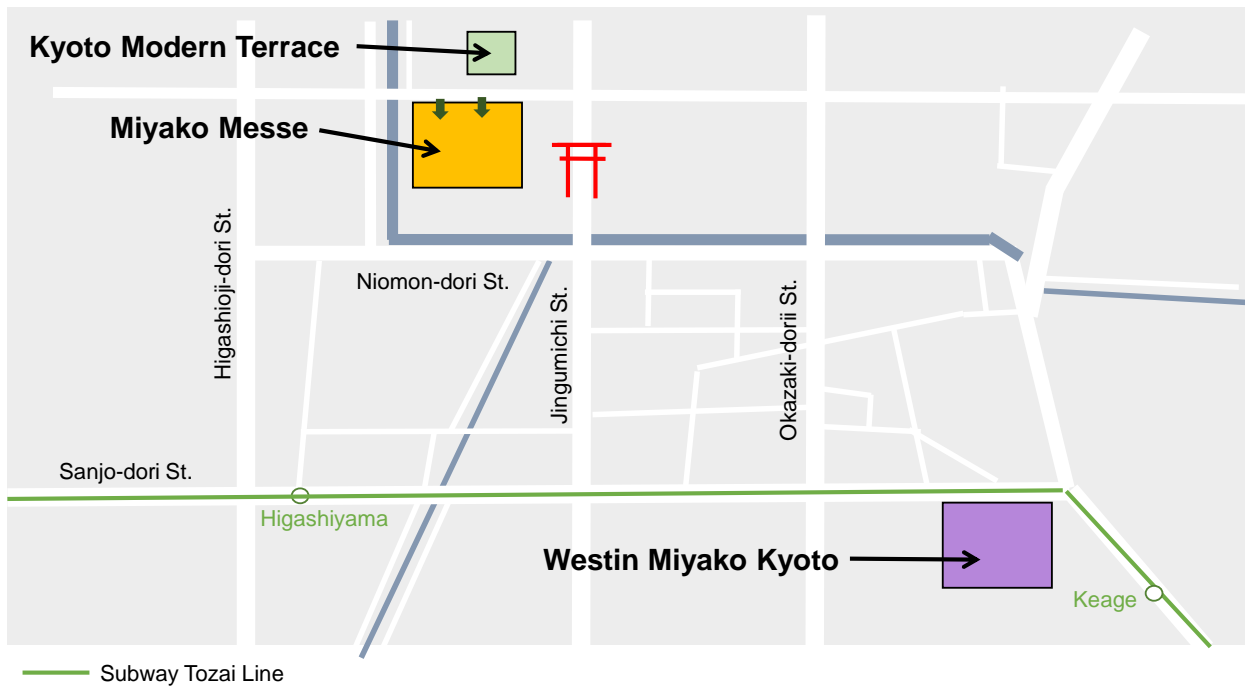 Kyoto Modern Terrace
Miyako Messe
Higashioji-dori St.
Niomon-dori St.
Jingumichi St.
Okazaki-dorii St.
Sanjo-dori St.
Higashiyama
Westin Miyako Kyoto
Keage
Subway Tozai Line